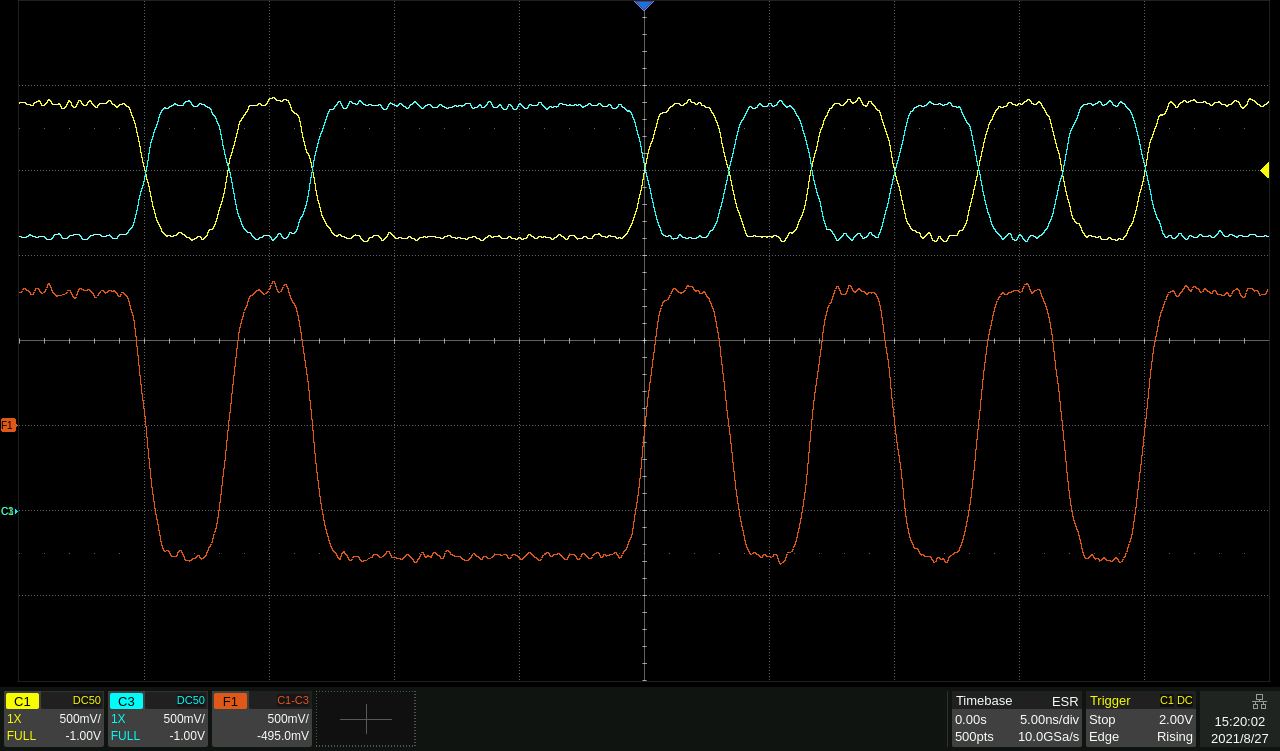 F1
C3
C1 DC50
1X 500mV/
FULL -1.00V
C3 DC50
1X 500mV/
FULL -1.00V
F1 C1-C3
500mV/
-495.0mV
Timebase ESR
0.00s 5.00ns/div
500pts 10.0GSa/s
Trigger C1 DC
Stop 2.00V
Edge Rising
15:20:02
2021/8/27